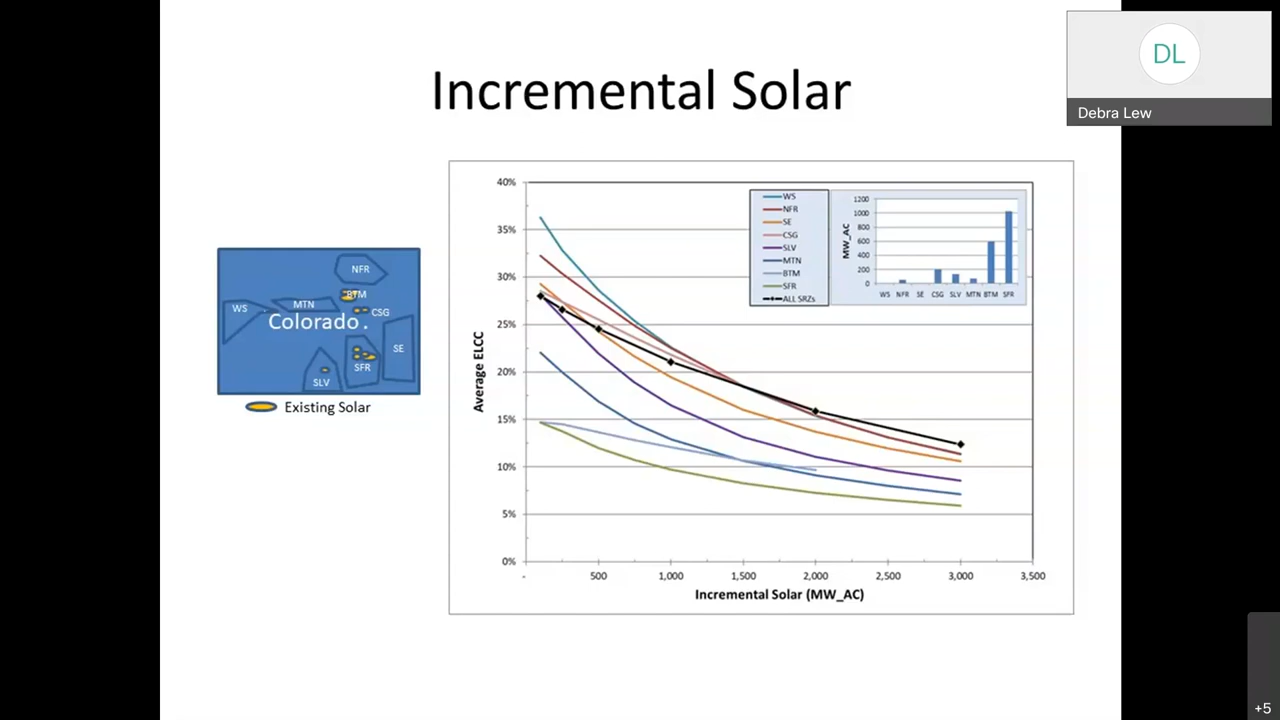 Incremental Solar
DL
Debra Lew
NFR
BTM
MTN
WS
CSG
Colorado .
SE
SFR
SLV
Existing Solar
40%
35%
30%
25%
20%
15%
10%
5%
0%
Average ELCC
-
500
1,000
1,500
2,000
2,500
3,000
3,500
Incremental Solar (MW_AC)
WS
NFR
SE
CSG
SLV
MTN
BTM
SFR
ALL SRZs
MW_AC
1200
1000
800
600
400
200
0
WS NFR SE CSG SLV MTN BTM SFR
+5